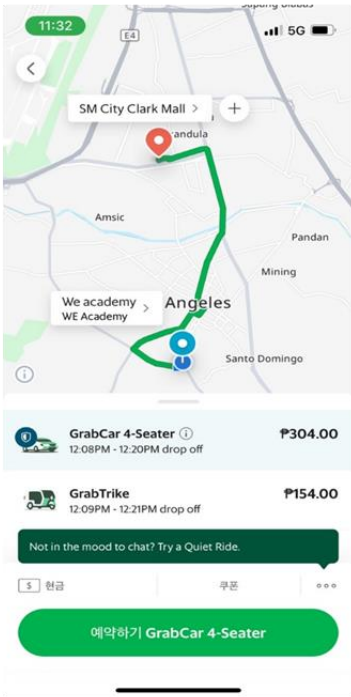 11:32
5G
E4
SM City Clark Mall >
+
andula
Amsic
Pandan
Mining
We academy >
WE Academy
Angeles
Santo Domingo
GrabCar 4-Seater
₱304.00
12:08PM - 12:20PM drop off
GrabTrike
₱154.00
12:09PM - 12:21PM drop off
Not in the mood to chat? Try a Quiet Ride.
$ 현금
쿠폰
예약하기 GrabCar 4-Seater